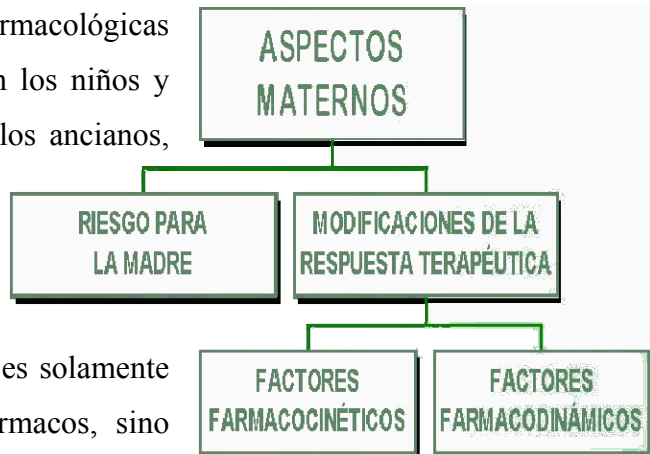 rmacológicas
n los niños y
los ancianos,
es solamente
rmacos, sino
ASPECTOS
MATERNOS
RIESGO PARA
LA MADRE
MODIFICACIONES DE LA
RESPUESTA TERAPÉUTICA
FACTORES
FARMACOCINÉTICOS
FACTORES
FARMACODINÁMICOS